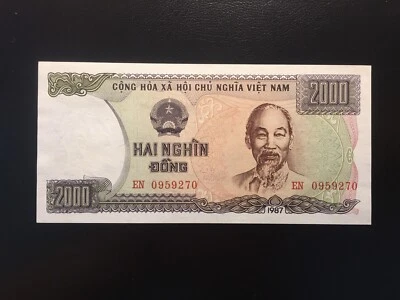 CỘNG HÒA XÃ HỘI CHỦ NGHĨA VIỆT NAM
2000
HAI NGHÌN
ĐỒNG
EN 0959270
EN 0959270
2000
1987